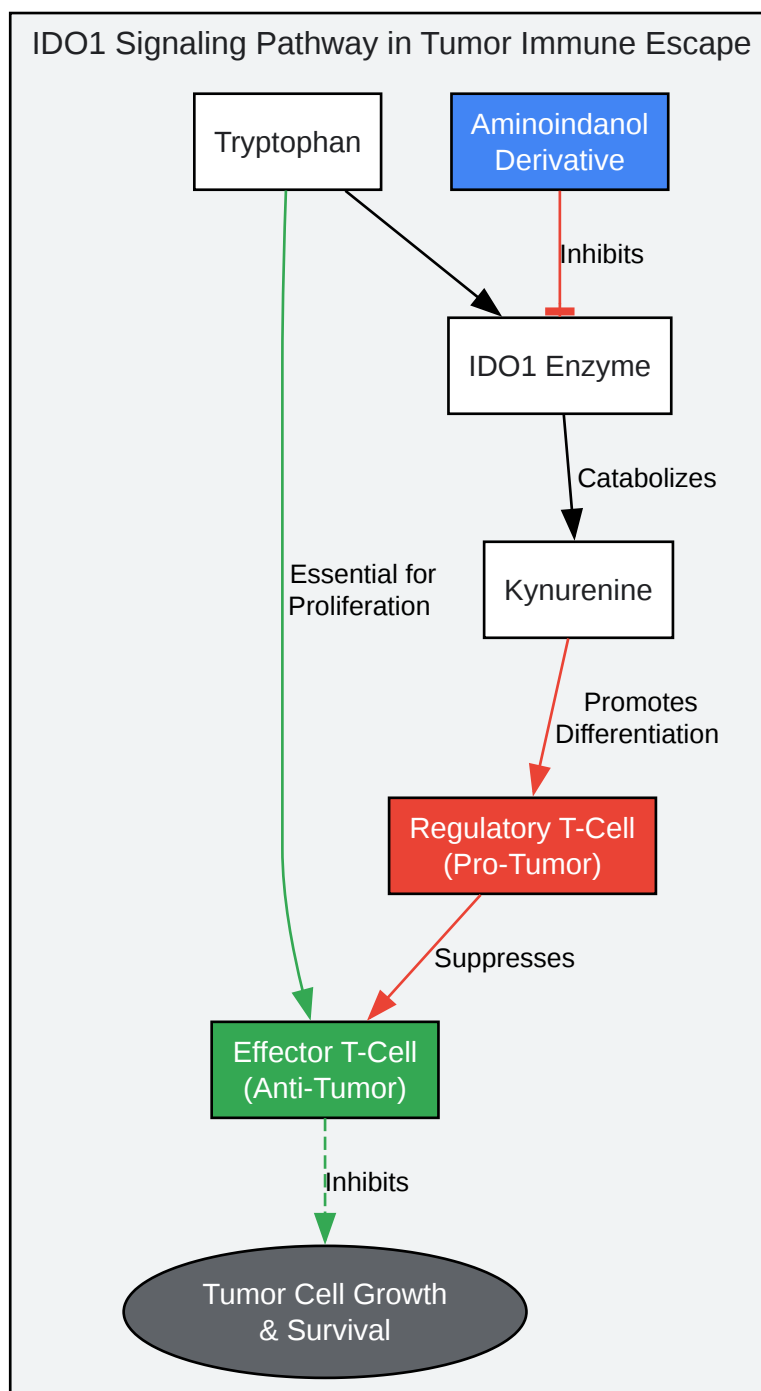 IDO1 Signaling Pathway in Tumor Immune Escape
Tryptophan
Aminoindanol
Derivative
Inhibits
IDO1 Enzyme
Catabolizes
Kynurenine
Essential for
Proliferation
Promotes
Differentiation
Regulatory T-Cell
(Pro-Tumor)
Suppresses
Effector T-Cell
(Anti-Tumor)
Inhibits
Tumor Cell Growth
& Survival